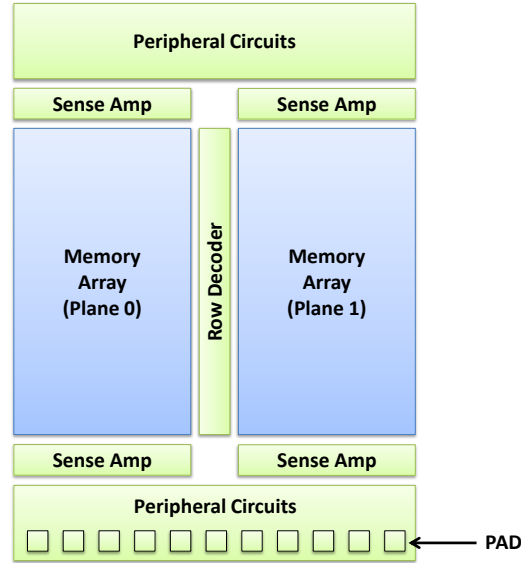 Peripheral Circuits
Sense Amp
Sense Amp
Memory
Array
(Plane 0)
Row Decoder
Memory
Array
(Plane 1)
Sense Amp
Sense Amp
Peripheral Circuits
PAD